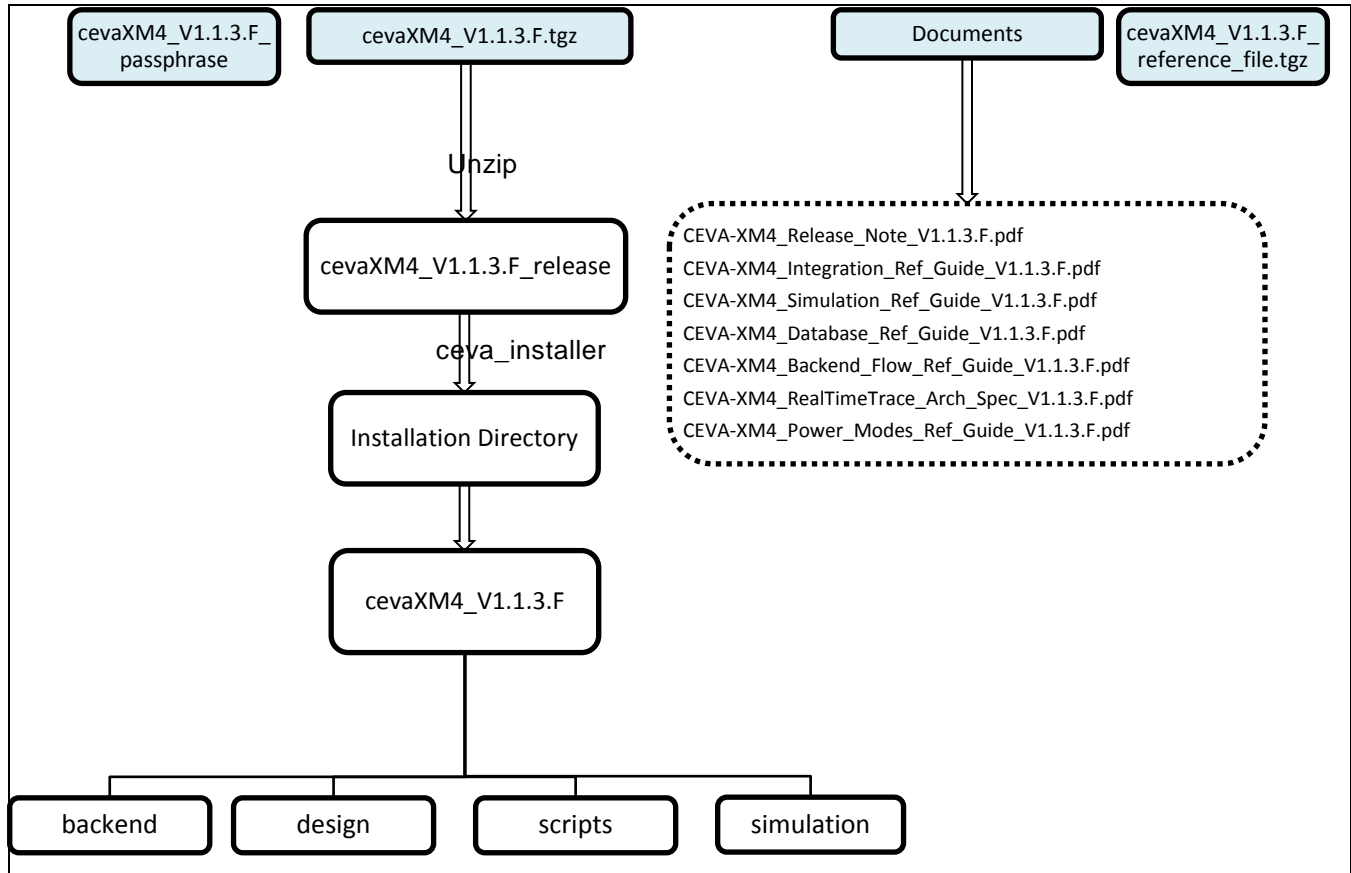 cevaXM4_V1.1.3.F_
passphrase
cevaXM4_V1.1.3.F.tgz
Documents
cevaXM4_V1.1.3.F_
reference_file.tgz
Unzip
cevaXM4_V1.1.3.F_release
ceva_installer
Installation Directory
cevaXM4_V1.1.3.F
backend
design
scripts
simulation
CEVA-XM4_Release_Note_V1.1.3.F.pdf
CEVA-XM4_Integration_Ref_Guide_V1.1.3.F.pdf
CEVA-XM4_Simulation_Ref_Guide_V1.1.3.F.pdf
CEVA-XM4_Database_Ref_Guide_V1.1.3.F.pdf
CEVA-XM4_Backend_Flow_Ref_Guide_V1.1.3.F.pdf
CEVA-XM4_RealTimeTrace_Arch_Spec_V1.1.3.F.pdf
CEVA-XM4_Power_Modes_Ref_Guide_V1.1.3.F.pdf